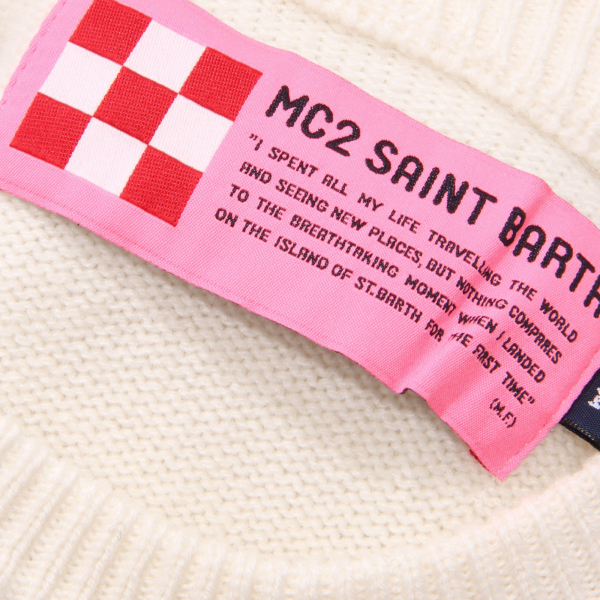 MC2 SAINT BARTH
"I SPENT ALL MY LIFE TRAVELLING THE WORLD
AND SEEING NEW PLACES, BUT NOTHING COMPARES
TO THE BREATHTAKING MOMENT WHEN I LANDED
ON THE ISLAND OF ST.BARTH FOR THE FIRST TIME"
(M.F.)